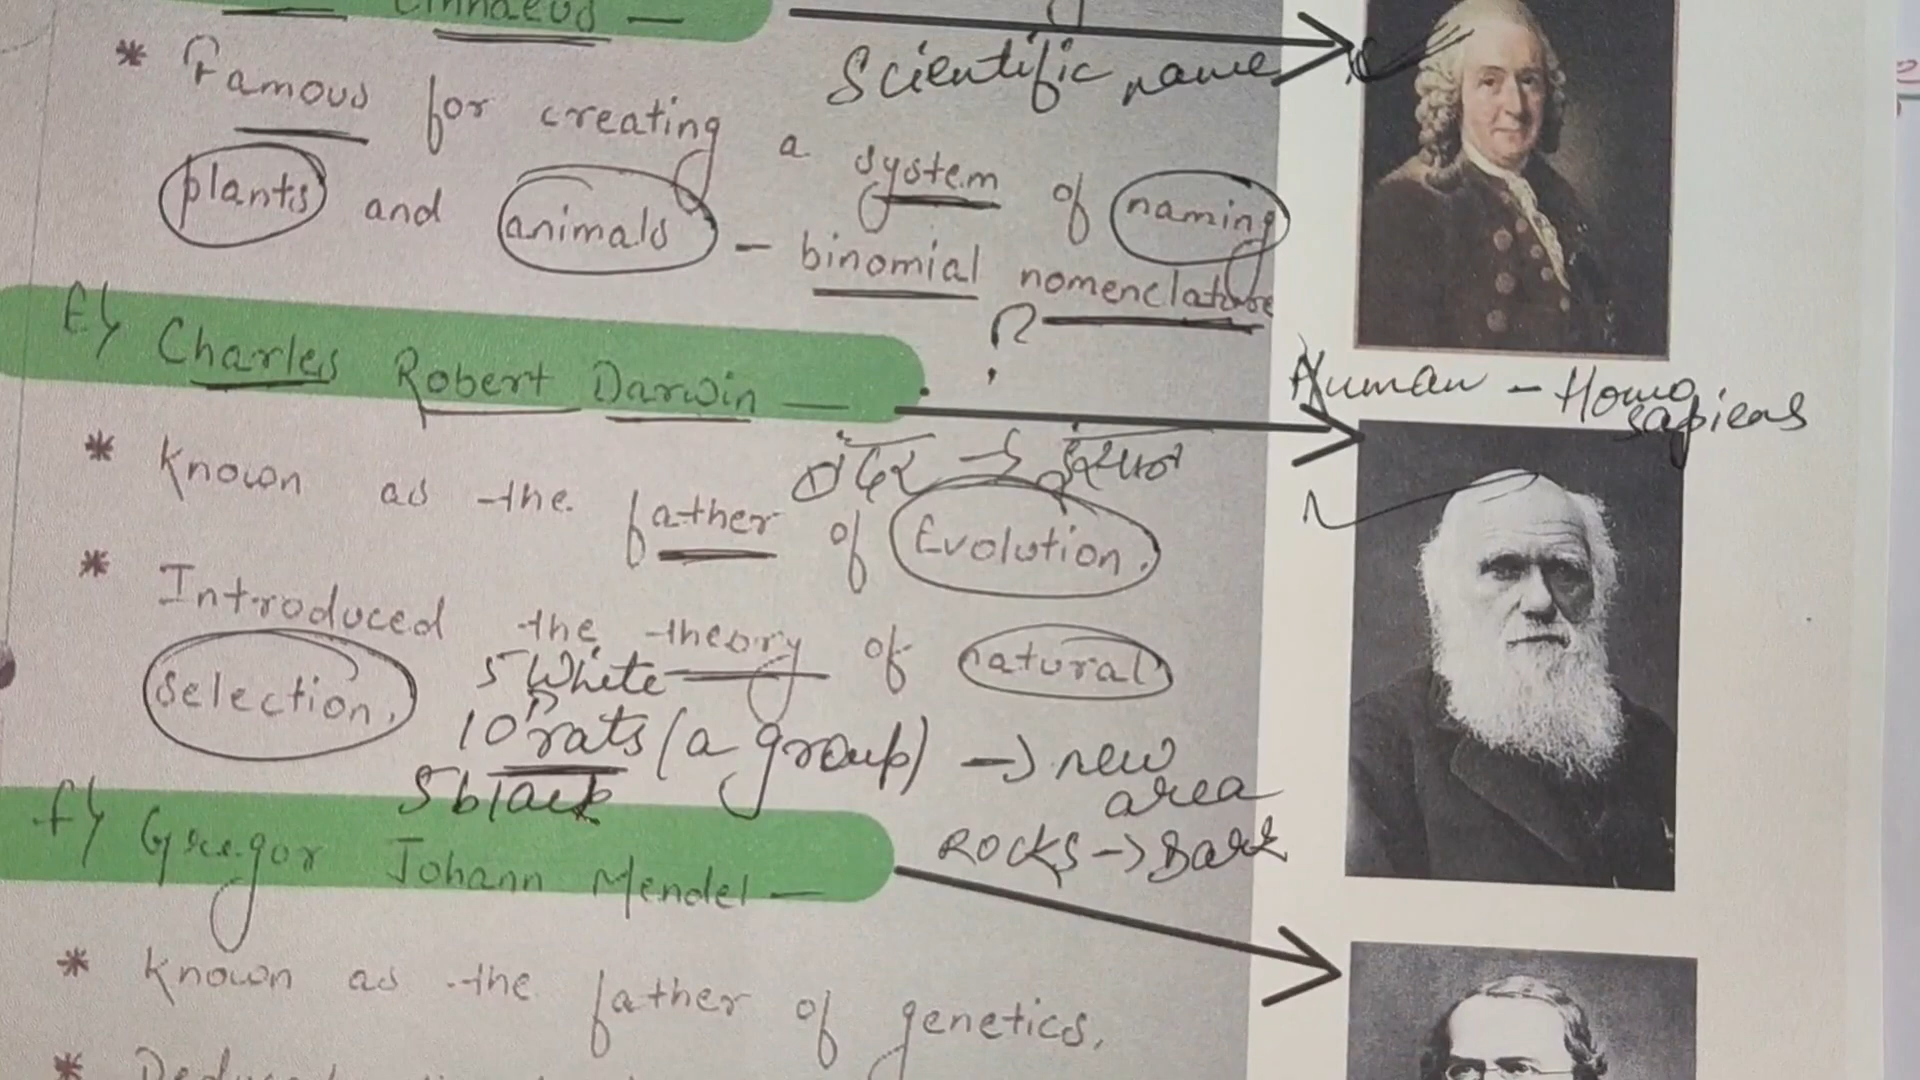 Linnaeus —
Scientific name
* Famous for creating a system of naming
plants and animals — binomial nomenclature
?
E) Charles Robert Darwin —
Human - Homo
sapiens
बंदर → इंसान
* Known as the father of Evolution.
* Introduced the theory of natural
selection.
5 White
10 rats (a group) → new
area
5 black
ROCKS → Dark
f) Gregor Johann Mendel —
* Known as the father of genetics.
*